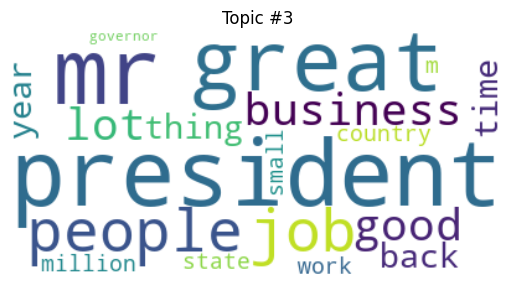 Topic #3
governor
mr great m
year lot thing business country time
president small
people job good
million state work back